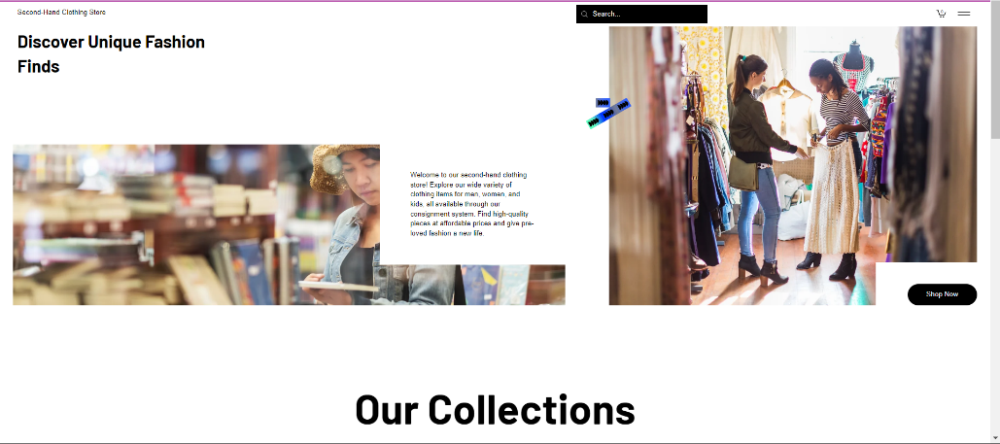 Second-Hand Clothing Store
Search...
0
Discover Unique Fashion
Finds
Welcome to our second-hand clothing
store! Explore our wide variety of
clothing items for men, women, and
kids, all available through our
consignment system. Find high-quality
pieces at affordable prices and give pre-
loved fashion a new life.
Shop Now
Our Collections